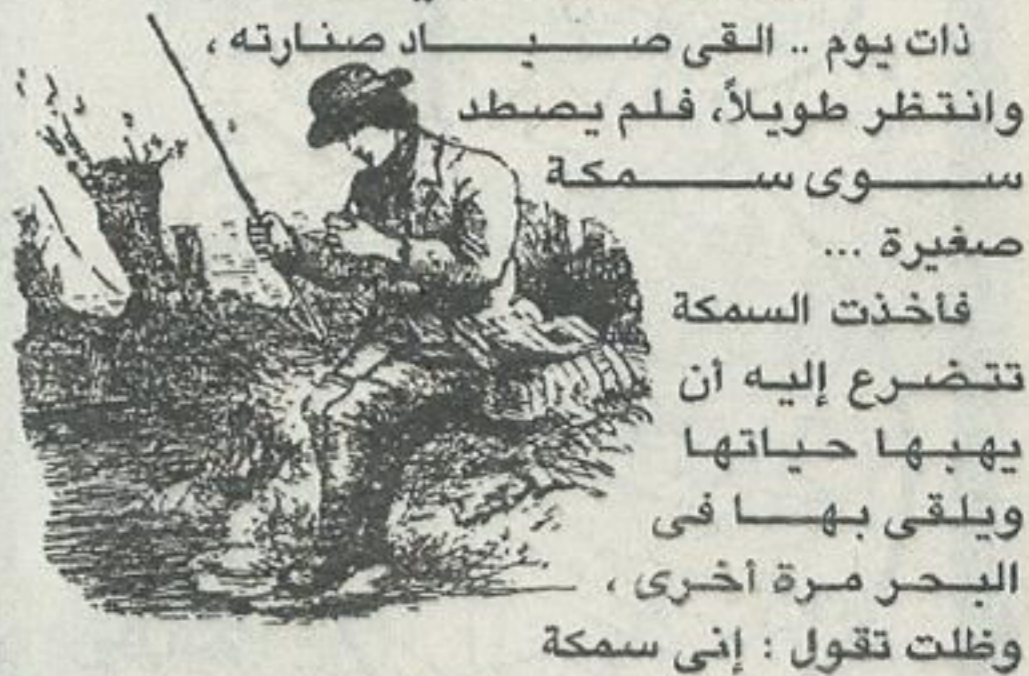 ذات يوم .. القى صياد صنارته ،
وانتظر طويلاً، فلم يصطد
سوى سمكة
صغيرة ...
فأخذت السمكة
تتضرع إليه أن
يهبها حياتها
ويلقى بها فى
البحر مرة أخرى ،
وظلت تقول : إنى سمكة